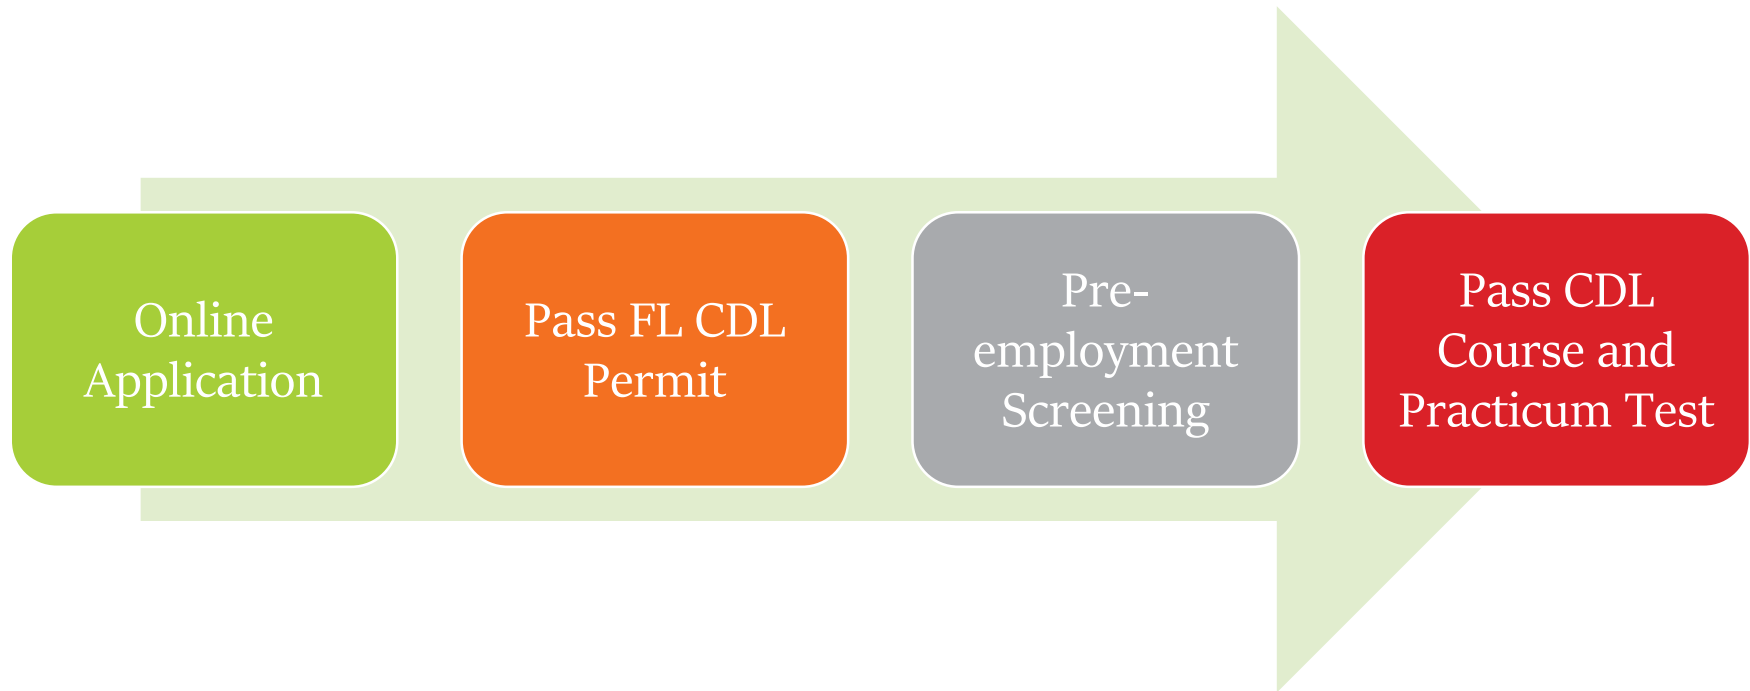 Online
Application
Pass FL CDL
Permit
Pre-
employment
Screening
Pass CDL
Course and
Practicum Test